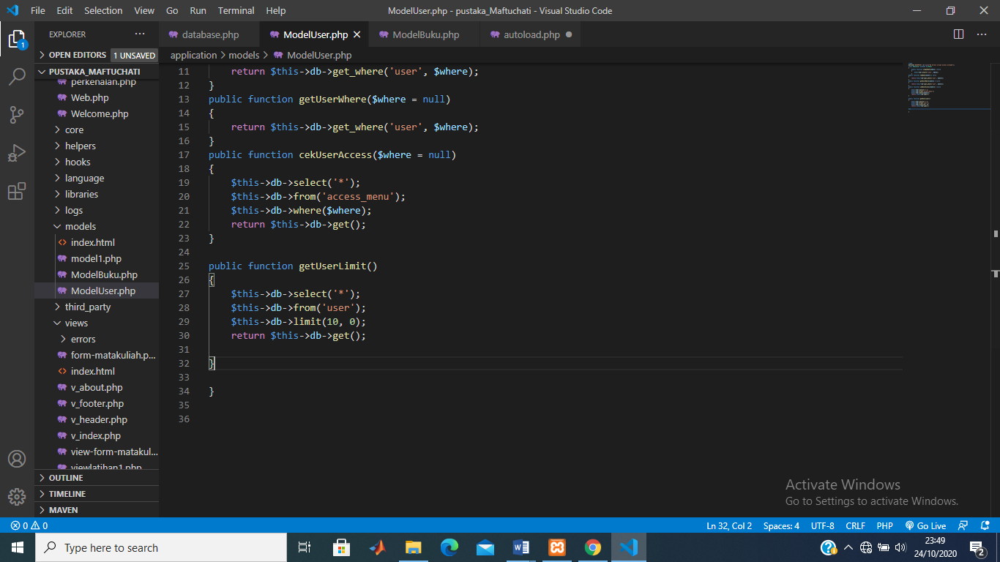 File Edit Selection View Go Run Terminal Help ModelUser.php - pustaka_Maftuchati - Visual Studio Code
EXPLORER ···
database.php ModelUser.php ModelBuku.php autoload.php
OPEN EDITORS 1 UNSAVED
application > models > ModelUser.php
PUSTAKA_MAFTUCHATI
perkenalan.php
Web.php
Welcome.php
core
helpers
hooks
language
libraries
logs
models
index.html
model1.php
ModelBuku.php
ModelUser.php
third_party
views
errors
form-matakuliah.p...
index.html
v_about.php
v_footer.php
v_header.php
v_index.php
view-form-matakul...
viewlatihan1.php
OUTLINE
TIMELINE
MAVEN
1
11 return $this->db->get_where('user', $where);
12 }
13 public function getUserWhere($where = null)
14 {
15 return $this->db->get_where('user', $where);
16 }
17 public function cekUserAccess($where = null)
18 {
19 $this->db->select('*');
20 $this->db->from('access_menu');
21 $this->db->where($where);
22 return $this->db->get();
23 }
24
25 public function getUserLimit()
26 {
27 $this->db->select('*');
28 $this->db->from('user');
29 $this->db->limit(10, 0);
30 return $this->db->get();
31
32 }
33
34 }
35
36
Activate Windows
Go to Settings to activate Windows.
0 0 Ln 32, Col 2 Spaces: 4 UTF-8 CRLF PHP Go Live
Type here to search
23:49
24/10/2020
2